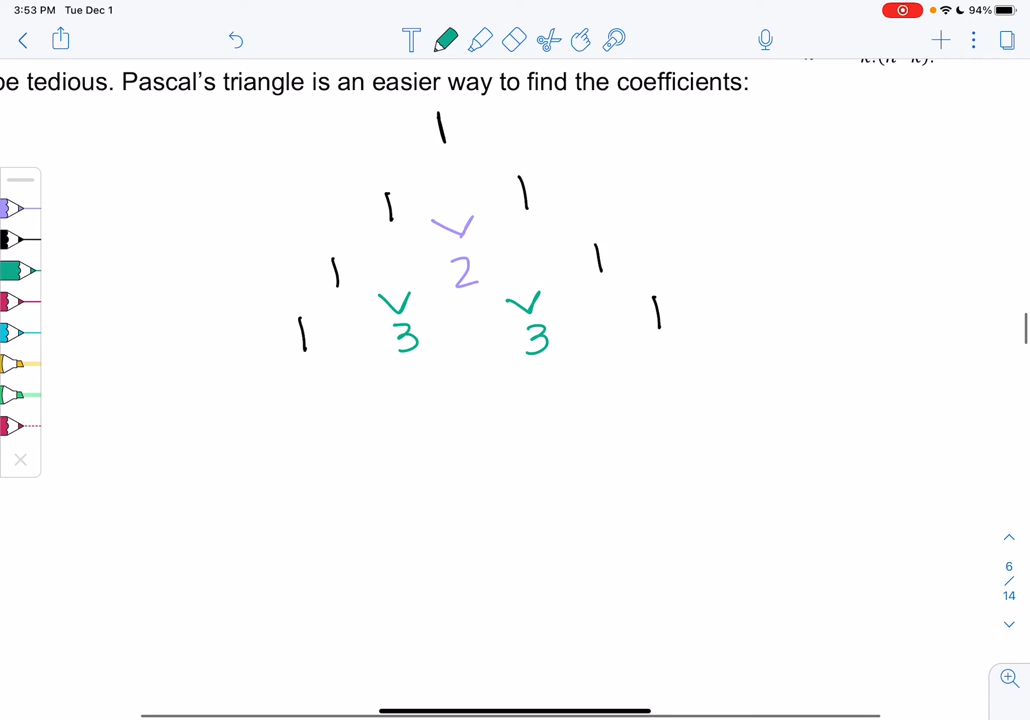 3:53 PM Tue Dec 1
94%
T
be tedious. Pascal's triangle is an easier way to find the coefficients:
1
1 1
1 2 1
1 3 3 1
6
/
14